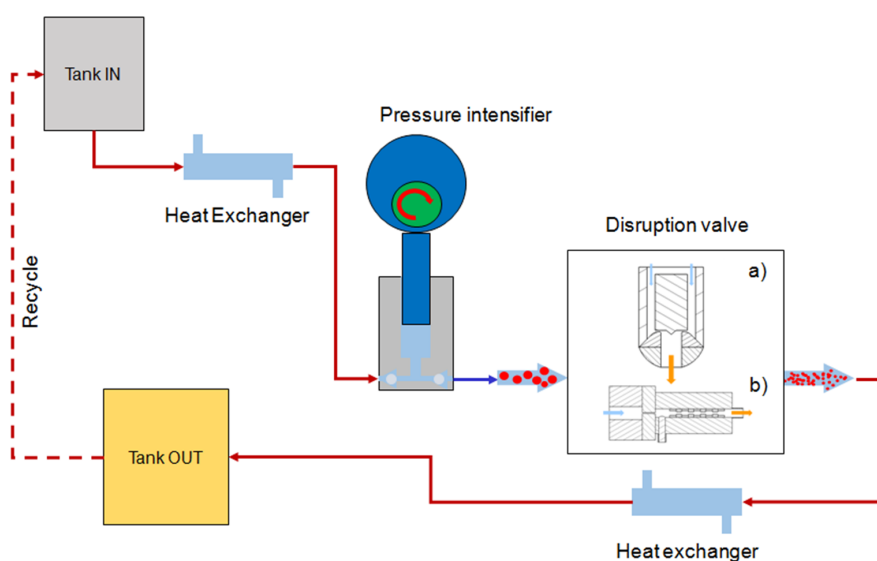 Tank IN
Pressure intensifier
Heat Exchanger
Disruption valve
a)
Recycle
b)
Tank OUT
Heat exchanger